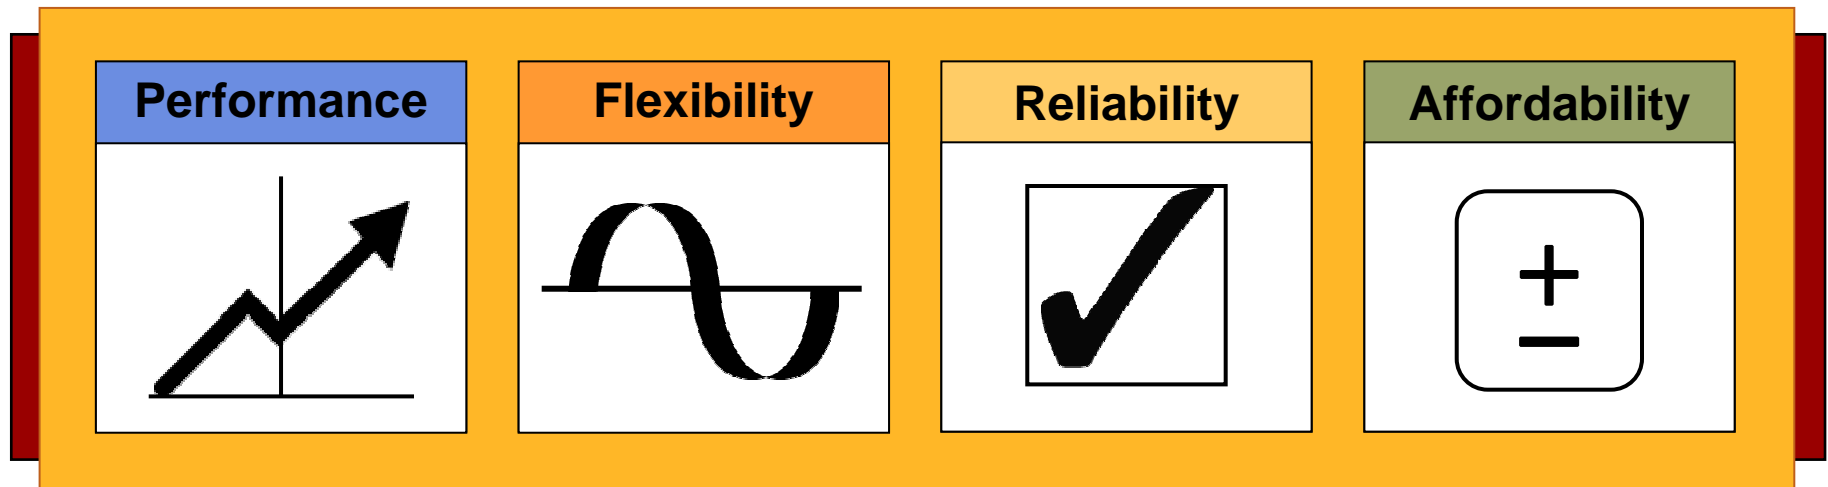 Performance
Flexibility
Reliability
Affordability
+
−